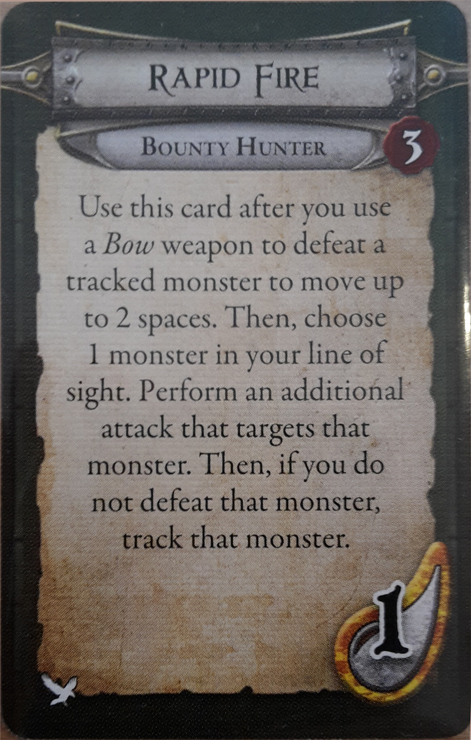 RAPID FIRE
BOUNTY HUNTER
3
Use this card after you use
a Bow weapon to defeat a
tracked monster to move up
to 2 spaces. Then, choose
1 monster in your line of
sight. Perform an additional
attack that targets that
monster. Then, if you do
not defeat that monster,
track that monster.
1